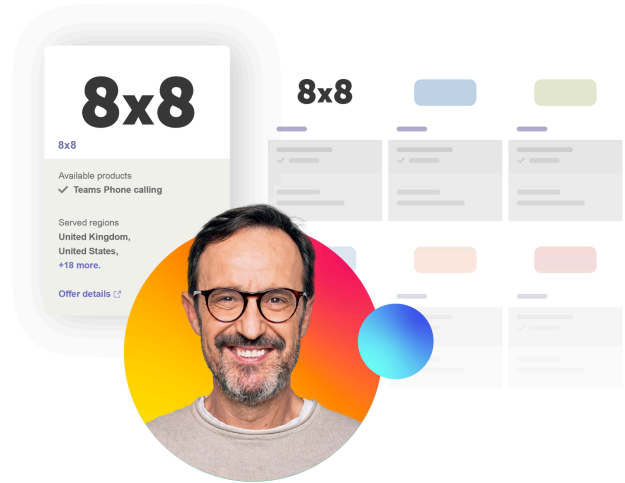 8x8
8x8
8x8
Available products
Teams Phone calling
Served regions
United Kingdom,
United States,
+18 more.
Offer details